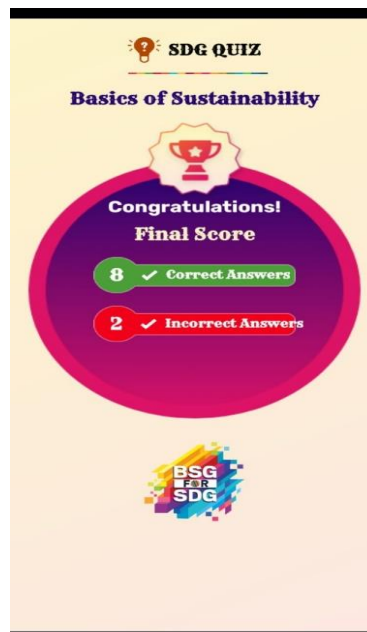 SDG QUIZ
Basics of Sustainability
Congratulations!
Final Score
8 Correct Answers
2 Incorrect Answers
BSG
FOR
SDG